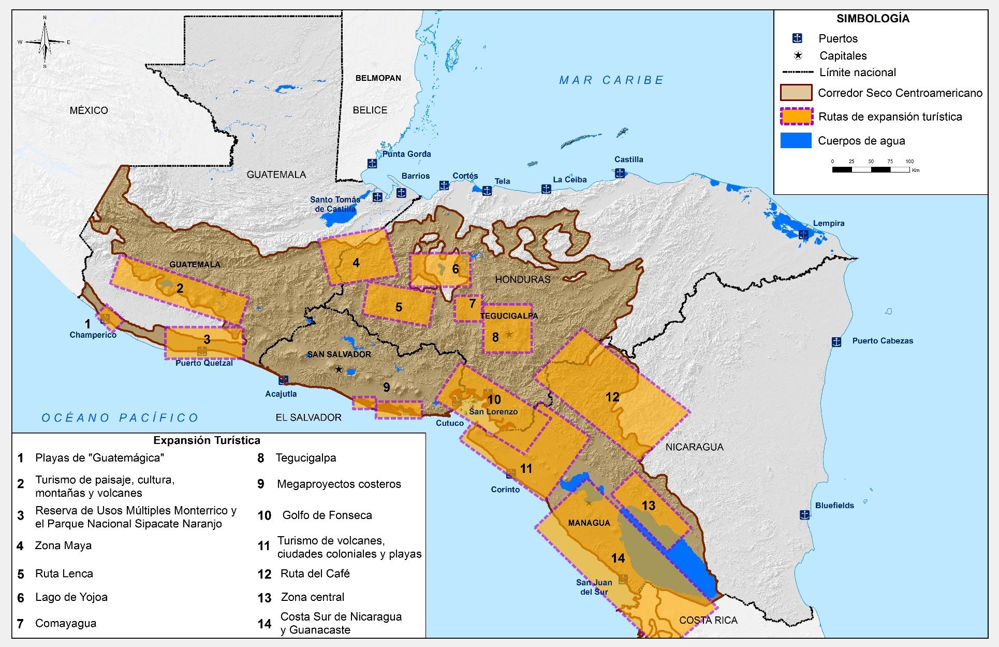 N
W
E
S
MÉXICO
BELMOPAN
BELICE
MAR CARIBE
SIMBOLOGÍA
Puertos
Capitales
Límite nacional
Corredor Seco Centroamericano
Rutas de expansión turística
Cuerpos de agua
0 25 50 75 100
Km
Punta Gorda
GUATEMALA
Barrios
Cortés
Tela
La Ceiba
Castilla
Santo Tomás
de Castilla
Lempira
GUATEMALA
2
4
6
HONDURAS
5
7
TEGUCIGALPA
8
1
Champerico
3
Puerto Quetzal
SAN SALVADOR
Puerto Cabezas
9
Acajutla
EL SALVADOR
OCÉANO PACÍFICO
10
San Lorenzo
Cutuco
12
NICARAGUA
11
Corinto
13
MANAGUA
Bluefields
14
San Juan
del Sur
COSTA RICA
Expansión Turística
1 Playas de "Guatemágica"
2 Turismo de paisaje, cultura,
montañas y volcanes
3 Reserva de Usos Múltiples Monterrico y
el Parque Nacional Sipacate Naranjo
4 Zona Maya
5 Ruta Lenca
6 Lago de Yojoa
7 Comayagua
8 Tegucigalpa
9 Megaproyectos costeros
10 Golfo de Fonseca
11 Turismo de volcanes,
ciudades coloniales y playas
12 Ruta del Café
13 Zona central
14 Costa Sur de Nicaragua
y Guanacaste